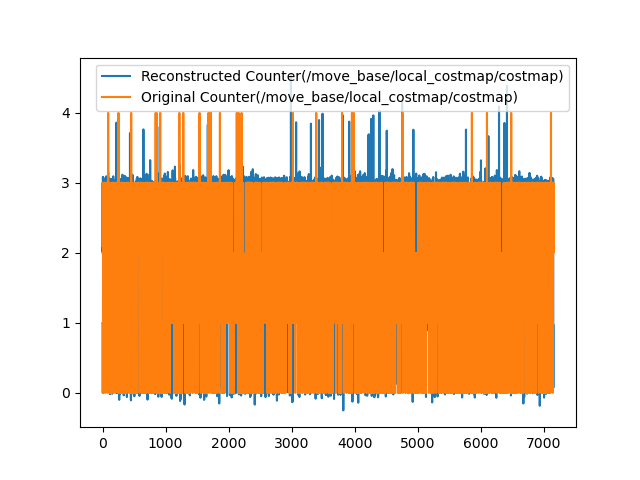 Reconstructed Counter(/move_base/local_costmap/costmap)
Original Counter(/move_base/local_costmap/costmap)
4
3
2
1
0
0 1000 2000 3000 4000 5000 6000 7000